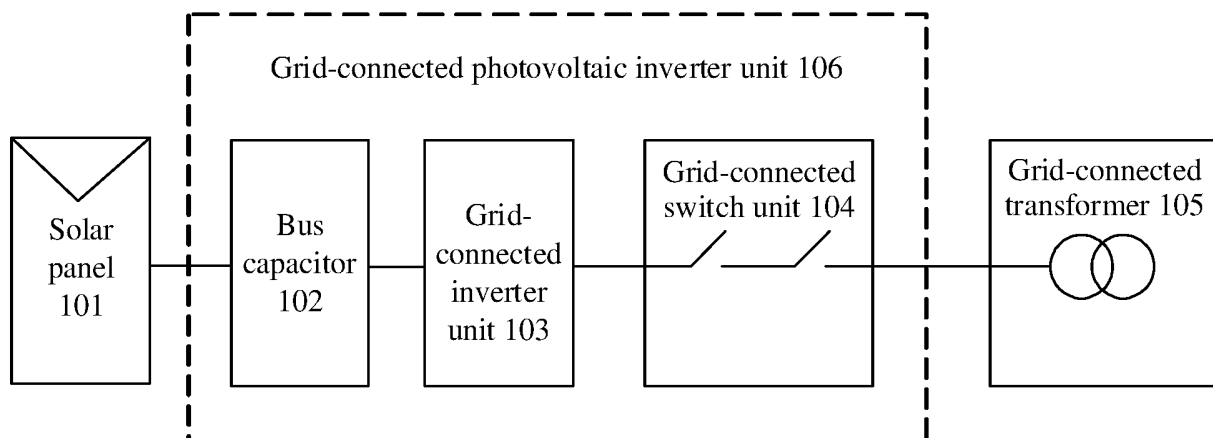 Grid-connected photovoltaic inverter unit 106
Solar
panel
101
Bus
capacitor
102
Grid-
connected
inverter
unit 103
Grid-connected
switch unit 104
Grid-connected
transformer 105